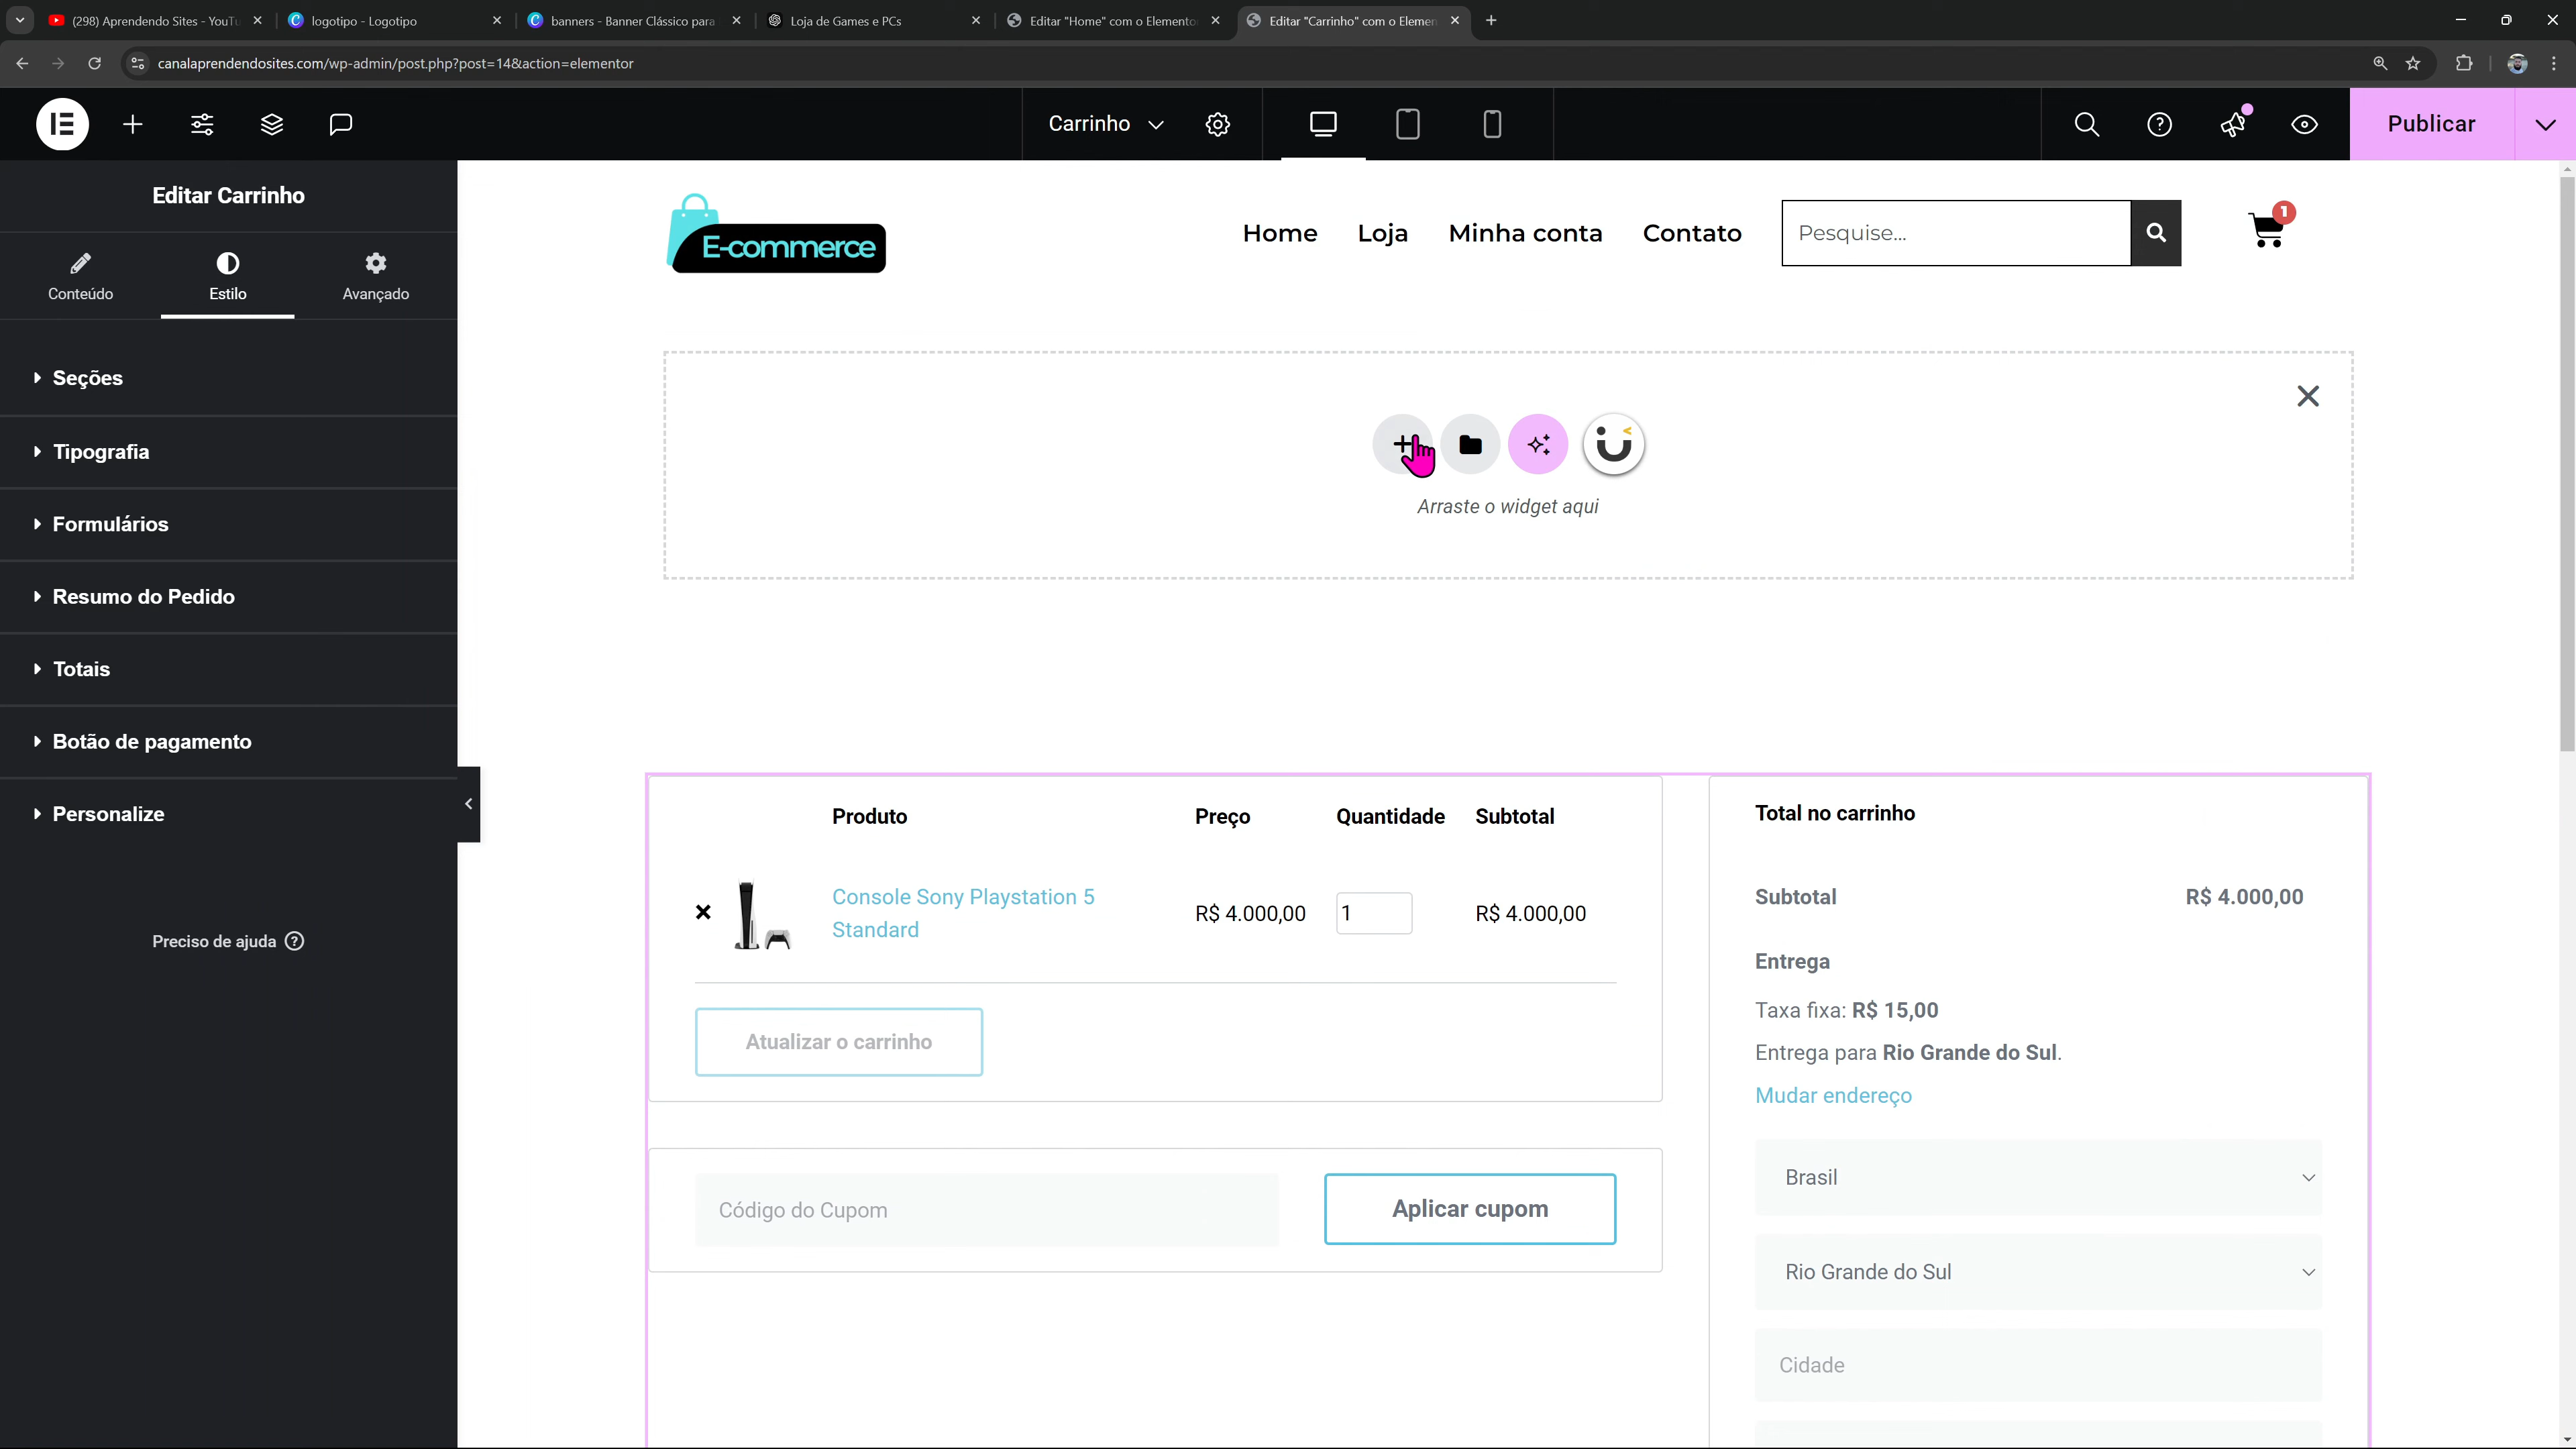 (298) Aprendendo Sites - YouTu
logotipo - Logotipo
banners - Banner Clássico para
Loja de Games e PCs
Editar "Home" com o Elemento
Editar "Carrinho" com o Elemen
canalaprendendosites.com/wp-admin/post.php?post=14&action=elementor
Carrinho
Publicar
Editar Carrinho
Conteúdo
Estilo
Avançado
Seções
Tipografia
Formulários
Resumo do Pedido
Totais
Botão de pagamento
Personalize
Preciso de ajuda
E-commerce
Home
Loja
Minha conta
Contato
Pesquise...
1
Arraste o widget aqui
Produto
Preço
Quantidade
Subtotal
Console Sony Playstation 5
Standard
R$ 4.000,00
1
R$ 4.000,00
Atualizar o carrinho
Código do Cupom
Aplicar cupom
Total no carrinho
Subtotal
R$ 4.000,00
Entrega
Taxa fixa: R$ 15,00
Entrega para Rio Grande do Sul.
Mudar endereço
Brasil
Rio Grande do Sul
Cidade